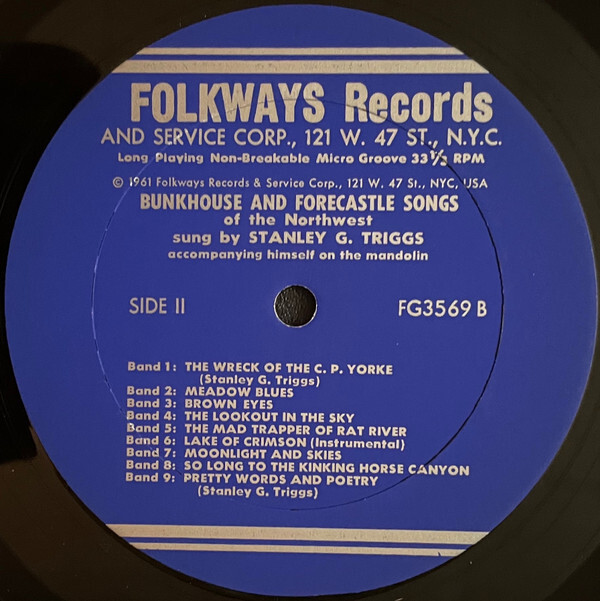 FOLKWAYS Records
AND SERVICE CORP., 121 W. 47 ST., N.Y.C.
Long Playing Non-Breakable Micro Groove 33 1/3 RPM
© 1961 Folkways Records & Service Corp., 121 W. 47 St., NYC, USA
BUNKHOUSE AND FORECASTLE SONGS
of the Northwest
sung by STANLEY G. TRIGGS
accompanying himself on the mandolin
SIDE II FG3569 B
Band 1: THE WRECK OF THE C. P. YORKE
(Stanley G. Triggs)
Band 2: MEADOW BLUES
Band 3: BROWN EYES
Band 4: THE LOOKOUT IN THE SKY
Band 5: THE MAD TRAPPER OF RAT RIVER
Band 6: LAKE OF CRIMSON (Instrumental)
Band 7: MOONLIGHT AND SKIES
Band 8: SO LONG TO THE KINKING HORSE CANYON
Band 9: PRETTY WORDS AND POETRY
(Stanley G. Triggs)